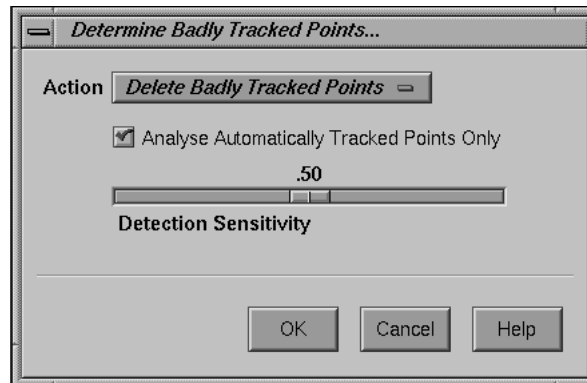 Determine Badly Tracked Points...
Action Delete Badly Tracked Points
Analyse Automatically Tracked Points Only
.50
Detection Sensitivity
OK Cancel Help